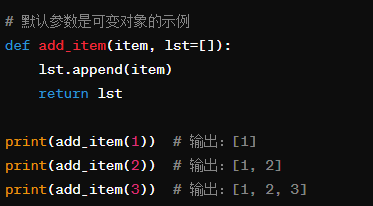 # 默认参数是可变对象的示例
def add_item(item, lst=[]):
    lst.append(item)
    return lst

print(add_item(1))  # 输出: [1]
print(add_item(2))  # 输出: [1, 2]
print(add_item(3))  # 输出: [1, 2, 3]